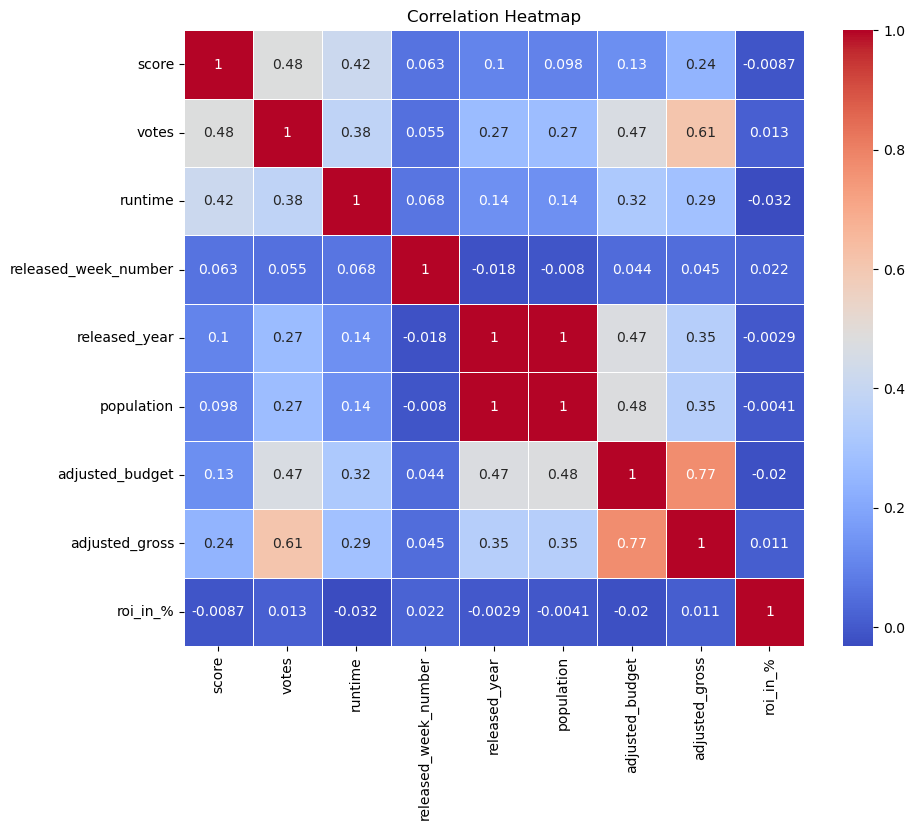 Correlation Heatmap
score 1 0.48 0.42 0.063 0.1 0.098 0.13 0.24 -0.0087
votes 0.48 1 0.38 0.055 0.27 0.27 0.47 0.61 0.013
runtime 0.42 0.38 1 0.068 0.14 0.14 0.32 0.29 -0.032
released_week_number 0.063 0.055 0.068 1 -0.018 -0.008 0.044 0.045 0.022
released_year 0.1 0.27 0.14 -0.018 1 1 0.47 0.35 -0.0029
population 0.098 0.27 0.14 -0.008 1 1 0.48 0.35 -0.0041
adjusted_budget 0.13 0.47 0.32 0.044 0.47 0.48 1 0.77 -0.02
adjusted_gross 0.24 0.61 0.29 0.045 0.35 0.35 0.77 1 0.011
roi_in_% -0.0087 0.013 -0.032 0.022 -0.0029 -0.0041 -0.02 0.011 1
score
votes
runtime
released_week_number
released_year
population
adjusted_budget
adjusted_gross
roi_in_%
1.0
0.8
0.6
0.4
0.2
0.0